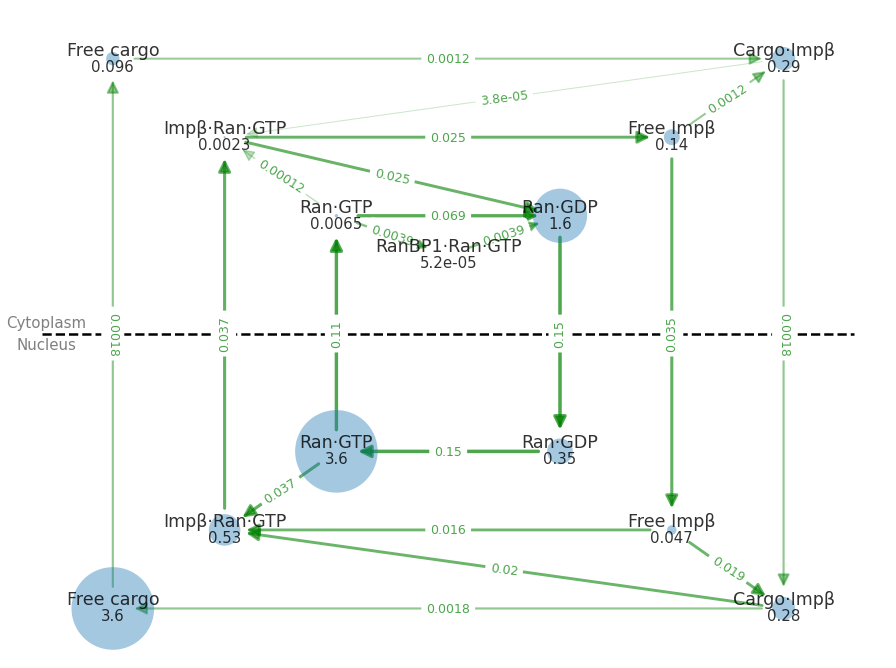 Free cargo
0.096
0.0012
Cargo·Impβ
0.29
3.8e-05
0.0012
Impβ·Ran·GTP
0.0023
0.025
Free Impβ
0.14
0.025
0.00012
Ran·GTP
0.0065
0.069
Ran·GDP
1.6
0.0039
0.0039
RanBP1·Ran·GTP
5.2e-05
Cytoplasm
Nucleus
0.0018
0.037
0.11
0.15
0.035
0.0018
Ran·GTP
3.6
0.15
Ran·GDP
0.35
0.037
Impβ·Ran·GTP
0.53
0.016
Free Impβ
0.047
0.02
0.019
Free cargo
3.6
0.0018
Cargo·Impβ
0.28